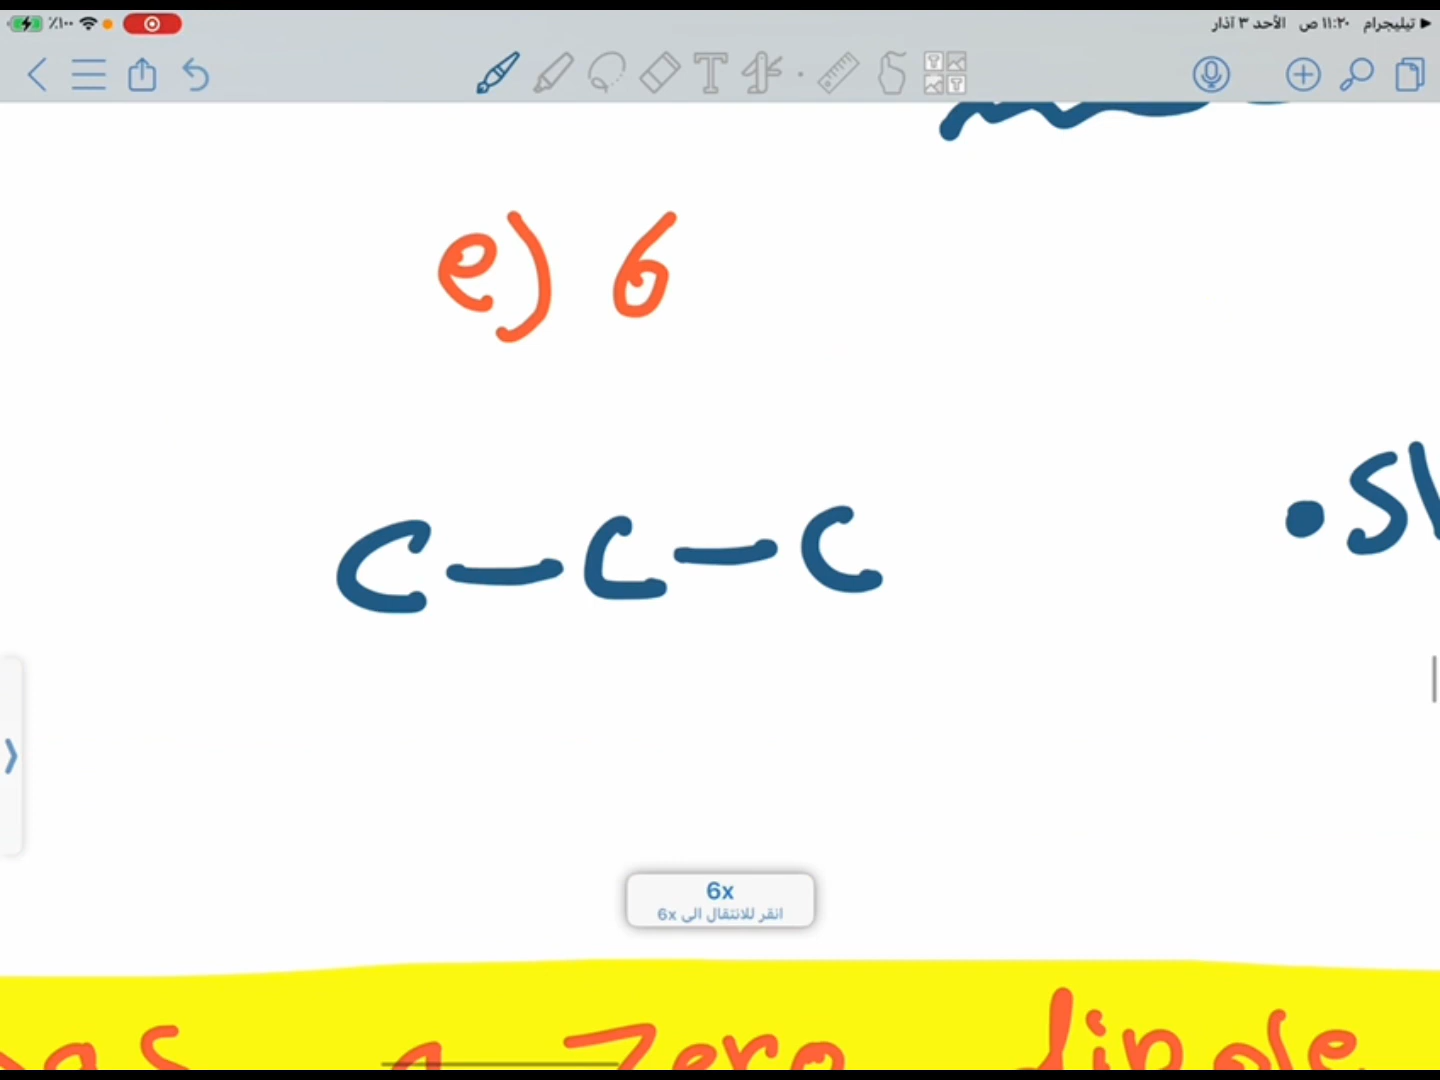 ٪١٠٠ الأحد ٣ آذار ١١:٢٠ ص تيليجرام
e) 6
C-C-C
6x
انقر للانتقال الى 6x
a zero dipole